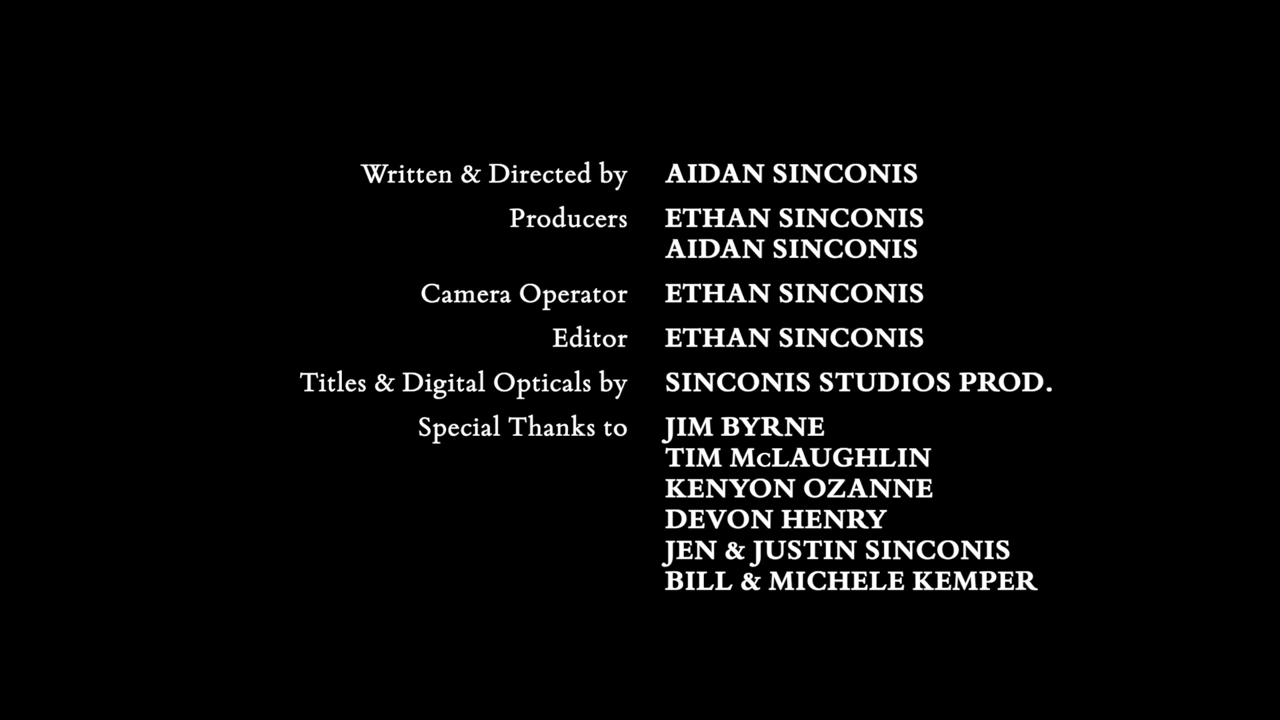 Written & Directed by AIDAN SINCONIS
Producers ETHAN SINCONIS
AIDAN SINCONIS
Camera Operator ETHAN SINCONIS
Editor ETHAN SINCONIS
Titles & Digital Opticals by SINCONIS STUDIOS PROD.
Special Thanks to JIM BYRNE
TIM McLAUGHLIN
KENYON OZANNE
DEVON HENRY
JEN & JUSTIN SINCONIS
BILL & MICHELE KEMPER